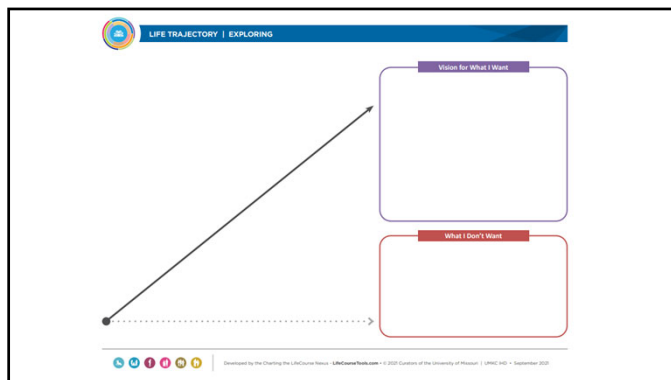 LIFE TRAJECTORY | EXPLORING
Vision for What I Want
What I Don't Want
Developed by the Charting the LifeCourse Nexus - LifeCourseTools.com • © 2021 Curators of the University of Missouri | UMKC IHD • September 2021